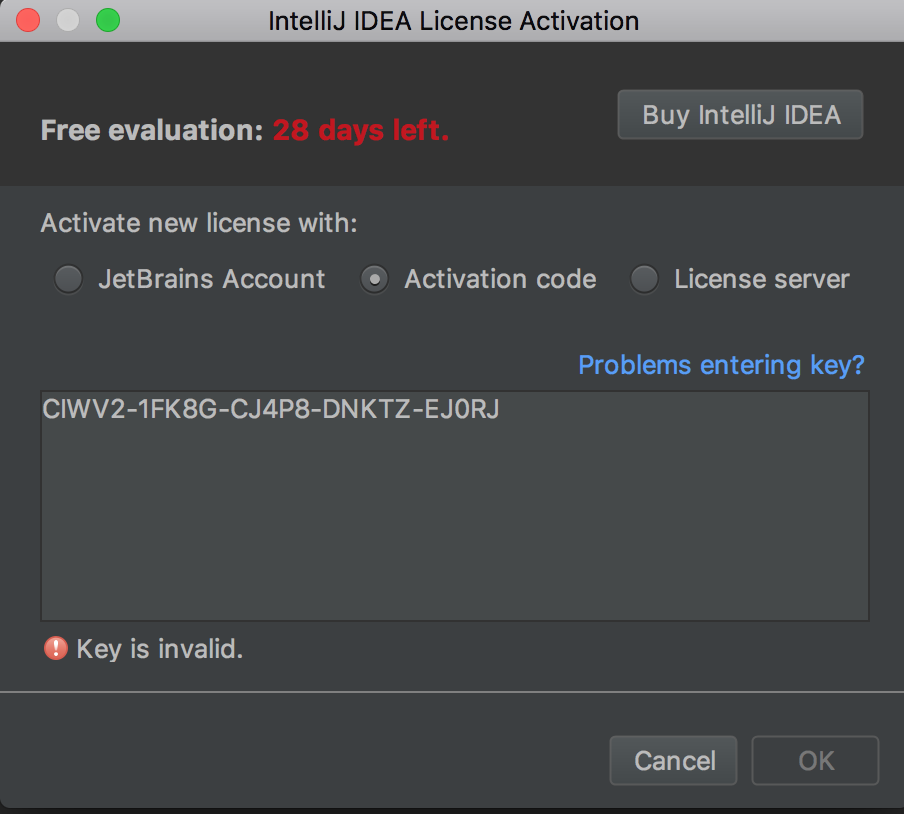 IntelliJ IDEA License Activation
Free evaluation: 28 days left.
Buy IntelliJ IDEA
Activate new license with:
JetBrains Account Activation code License server
Problems entering key?
CIWV2-1FK8G-CJ4P8-DNKTZ-EJ0RJ
Key is invalid.
Cancel OK